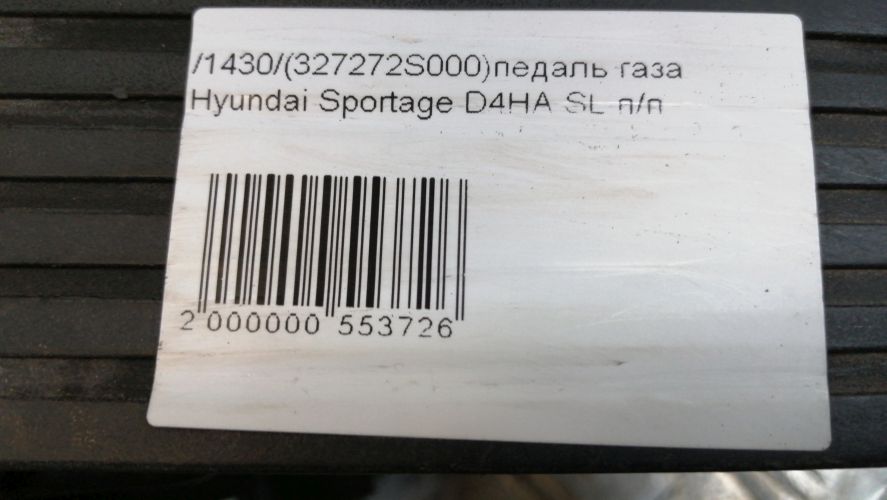 /1430/(327272S000)педаль газа
Hyundai Sportage D4HA SL п/п
2 000000 553726